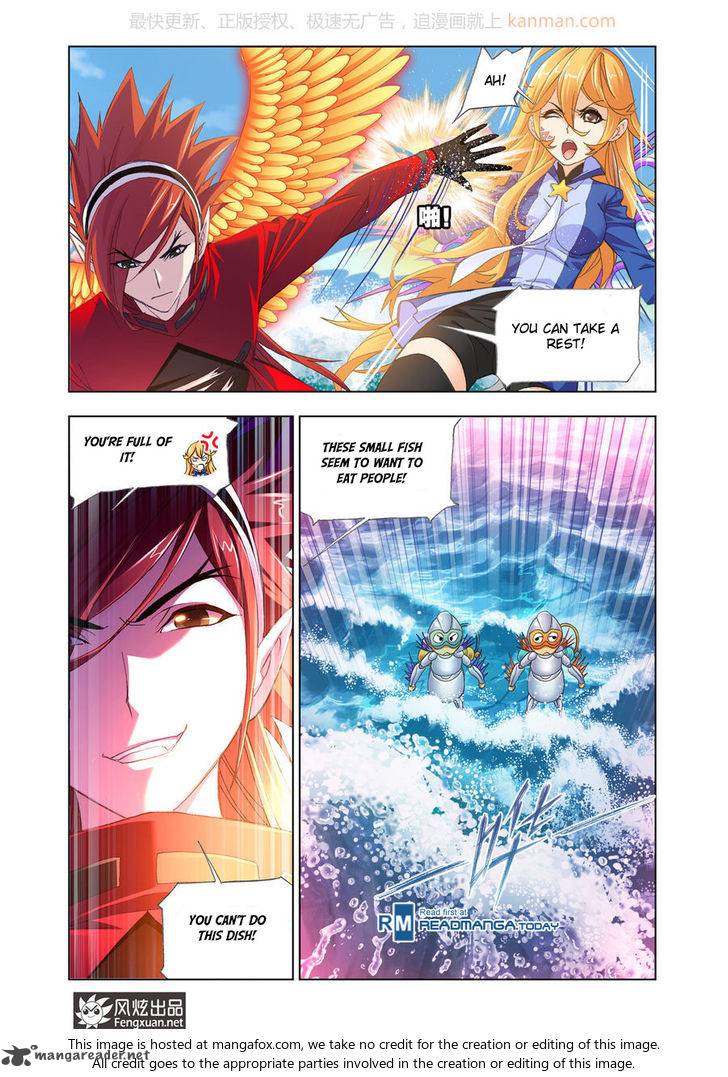 最快更新、正版授权、极速无广告，追漫画就上 kanman.com
AH!
啪!
YOU CAN TAKE A
REST!
YOU'RE FULL OF
IT!
THESE SMALL FISH
SEEM TO WANT TO
EAT PEOPLE!
YOU CAN'T DO
THIS DISH!
Read first at
RM READMANGA.TODAY
风炫出品
Fengxuan.net
This image is hosted at mangafox.com, we take no credit for the creation or editing of this image.
mangareader.net
All credit goes to the appropriate parties involved in the creation or editing of this image.